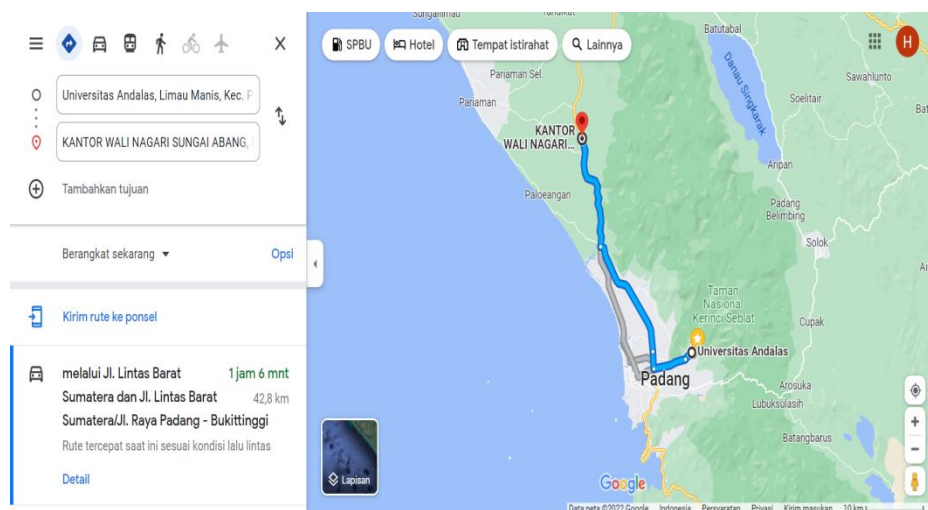 Universitas Andalas, Limau Manis, Kec. P
KANTOR WALI NAGARI SUNGAI ABANG,
Tambahkan tujuan
Berangkat sekarang
Opsi
Kirim rute ke ponsel
melalui Jl. Lintas Barat
Sumatera dan Jl. Lintas Barat
Sumatera/Jl. Raya Padang - Bukittinggi
1 jam 6 mnt
42,8 km
Rute tercepat saat ini sesuai kondisi lalu lintas
Detail
SPBU
Hotel
Tempat istirahat
Lainnya
H
Sungailimau
Batutabal
Danau Singkarak
Sawahlunto
Pariaman Sel.
Soelitair
Pariaman
KANTOR
WALI NAGARI...
Aripan
Paloeangan
Padang
Belimbing
Solok
Taman
Nasional
Kerinci Seblat
Cupak
Universitas Andalas
Padang
Arosuka
Lubuksulasih
Batangbarus
Lapisan
Google
Data peta ©2022 Google
Indonesia
Persyaratan
Privasi
Kirim masukan
10 km